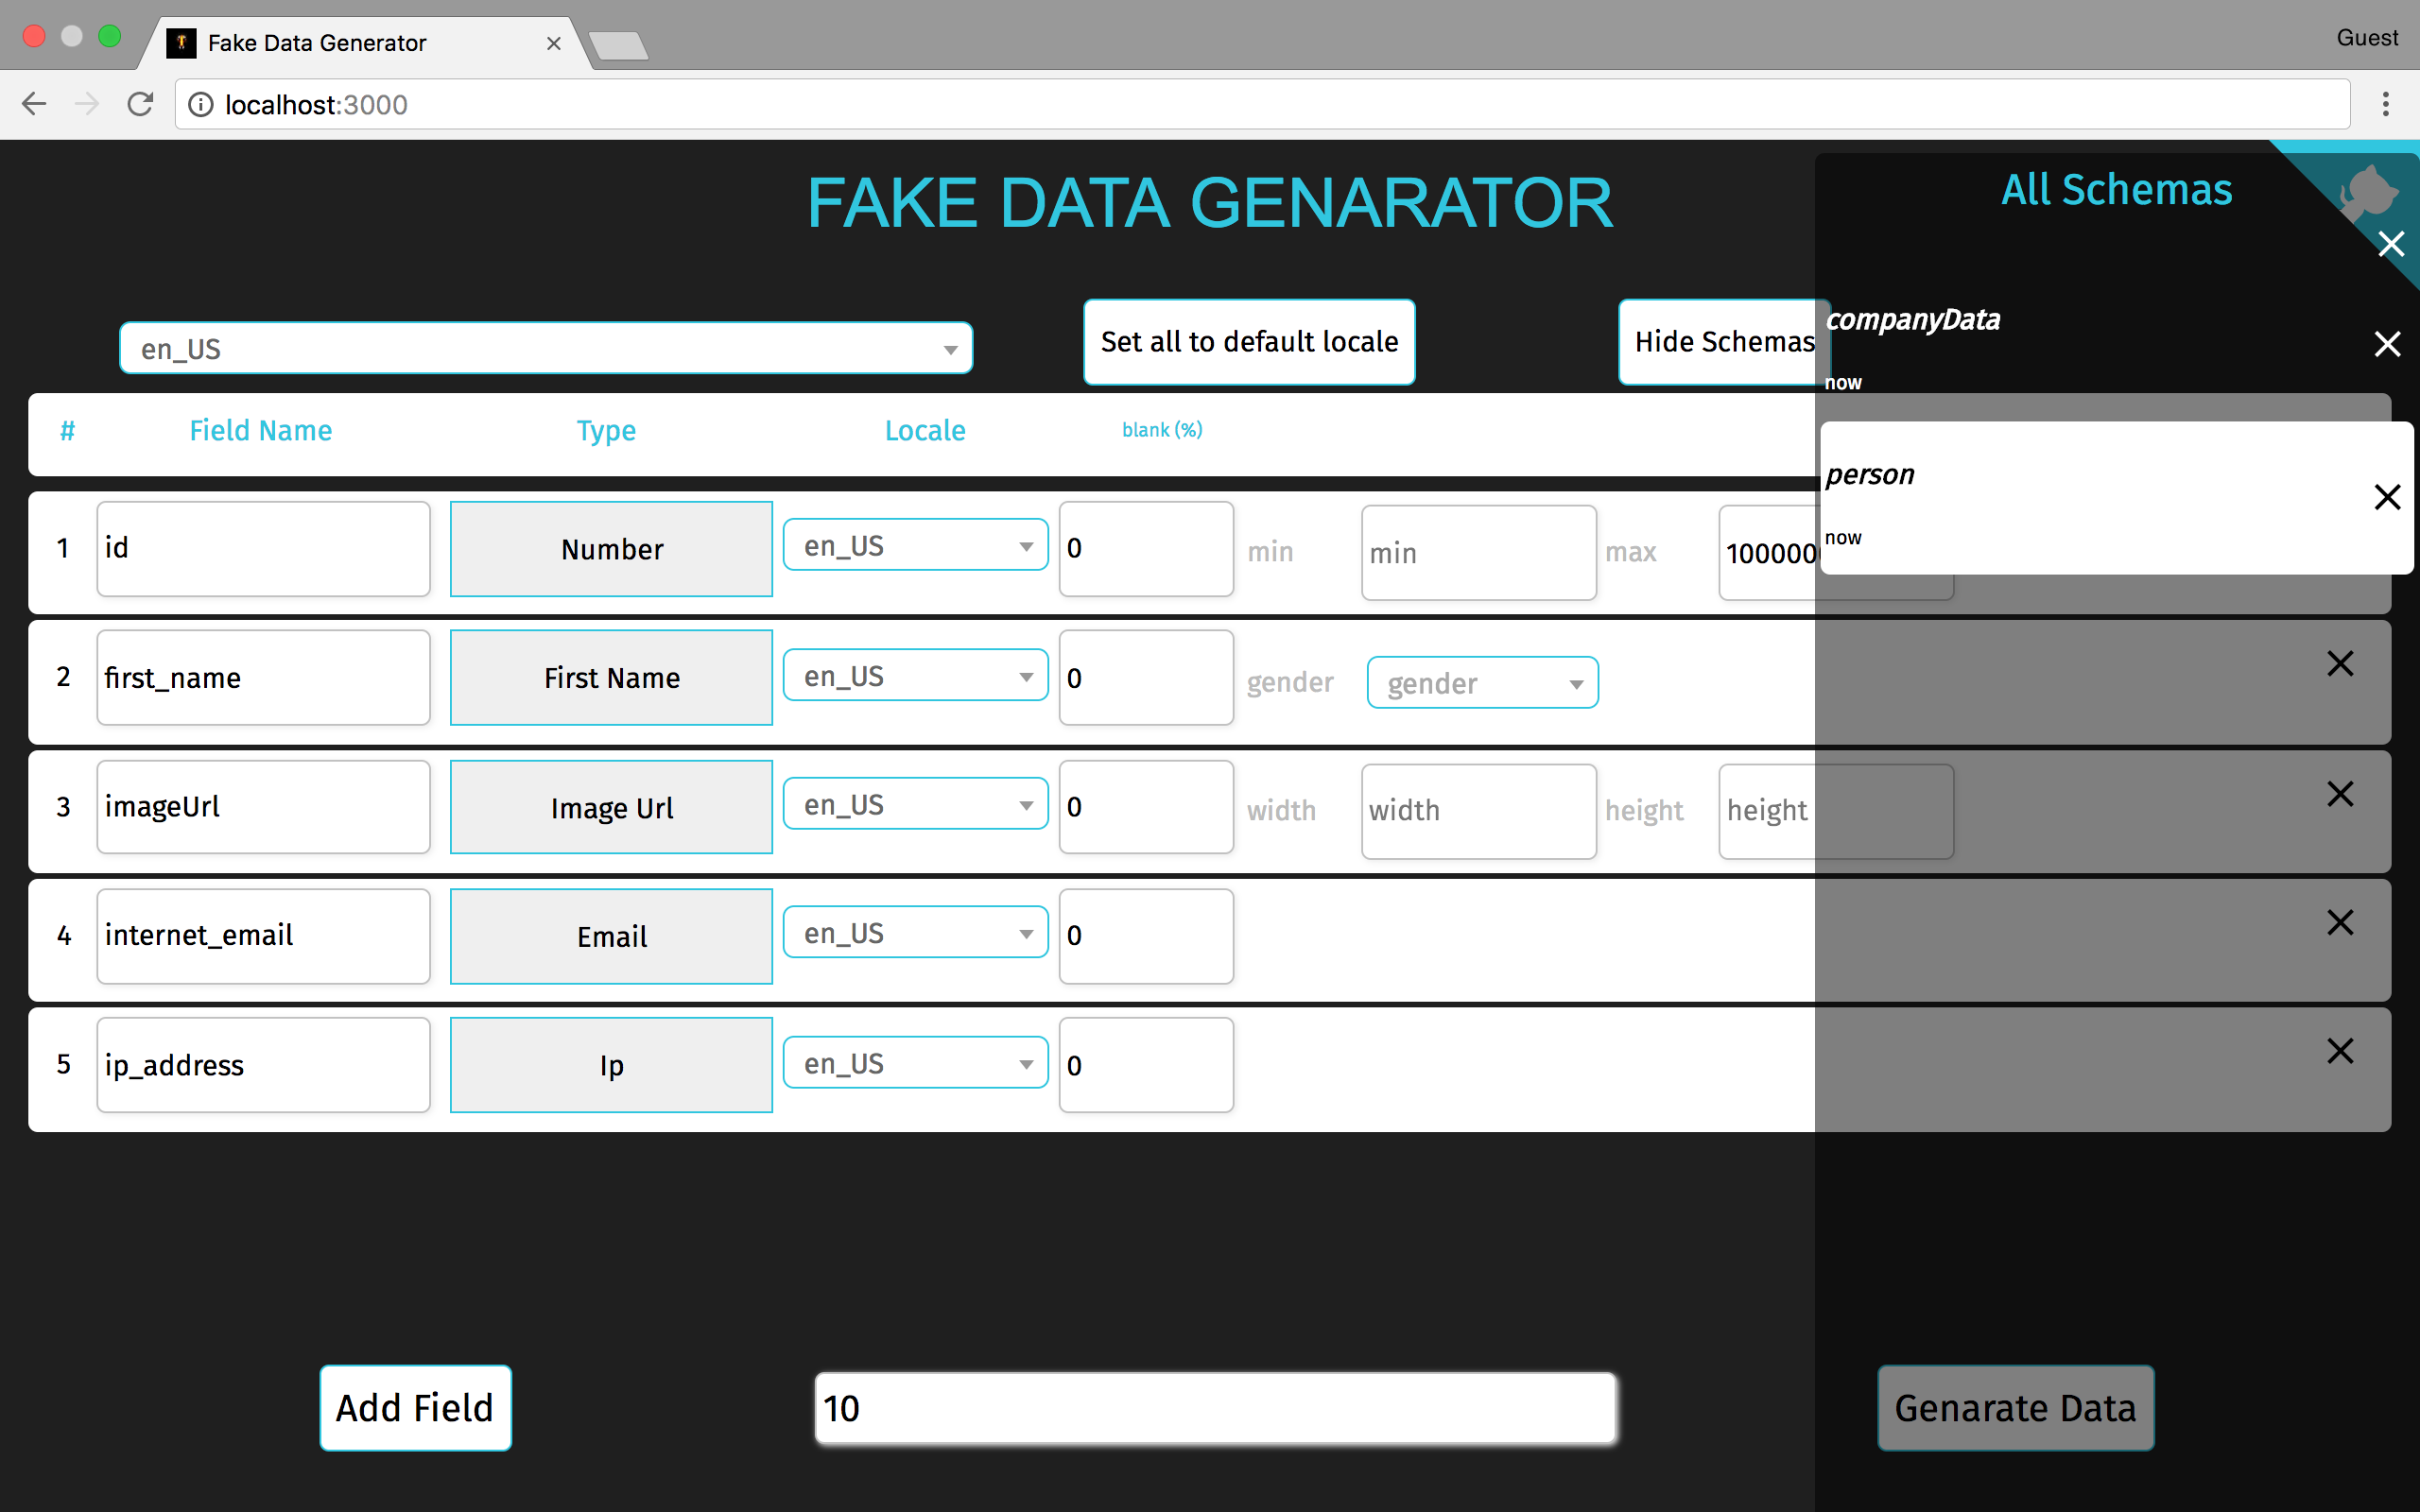 Fake Data Generator
Guest
localhost:3000
FAKE DATA GENARATOR
All Schemas
en_US
Set all to default locale
Hide Schemas
companyData
now
# Field Name Type Locale blank (%)
person
now
1 id Number en_US 0 min min max
2 first_name First Name en_US 0 gender gender
3 imageUrl Image Url en_US 0 width width height height
4 internet_email Email en_US 0
5 ip_address Ip en_US 0
Add Field
10
Genarate Data